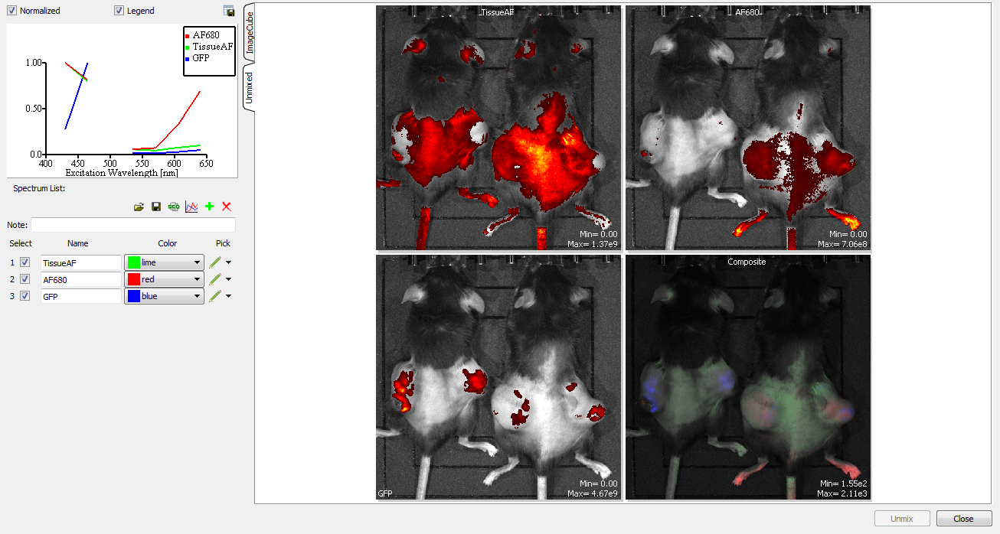 Normalized
Legend
AF680
TissueAF
GFP
1.00
0.50
0.0
400 450 500 550 600 650
Excitation Wavelength [nm]
Spectrum List:
Note:
Select Name Color Pick
1 TissueAF lime
2 AF680 red
3 GFP blue
ImageCube
Unmixed
TissueAF
Min= 0.00
Max= 1.37e9
AF680
Min= 0.00
Max= 7.06e8
GFP
Min= 0.00
Max= 4.67e9
Composite
Min= 1.55e2
Max= 2.11e3
Unmix
Close